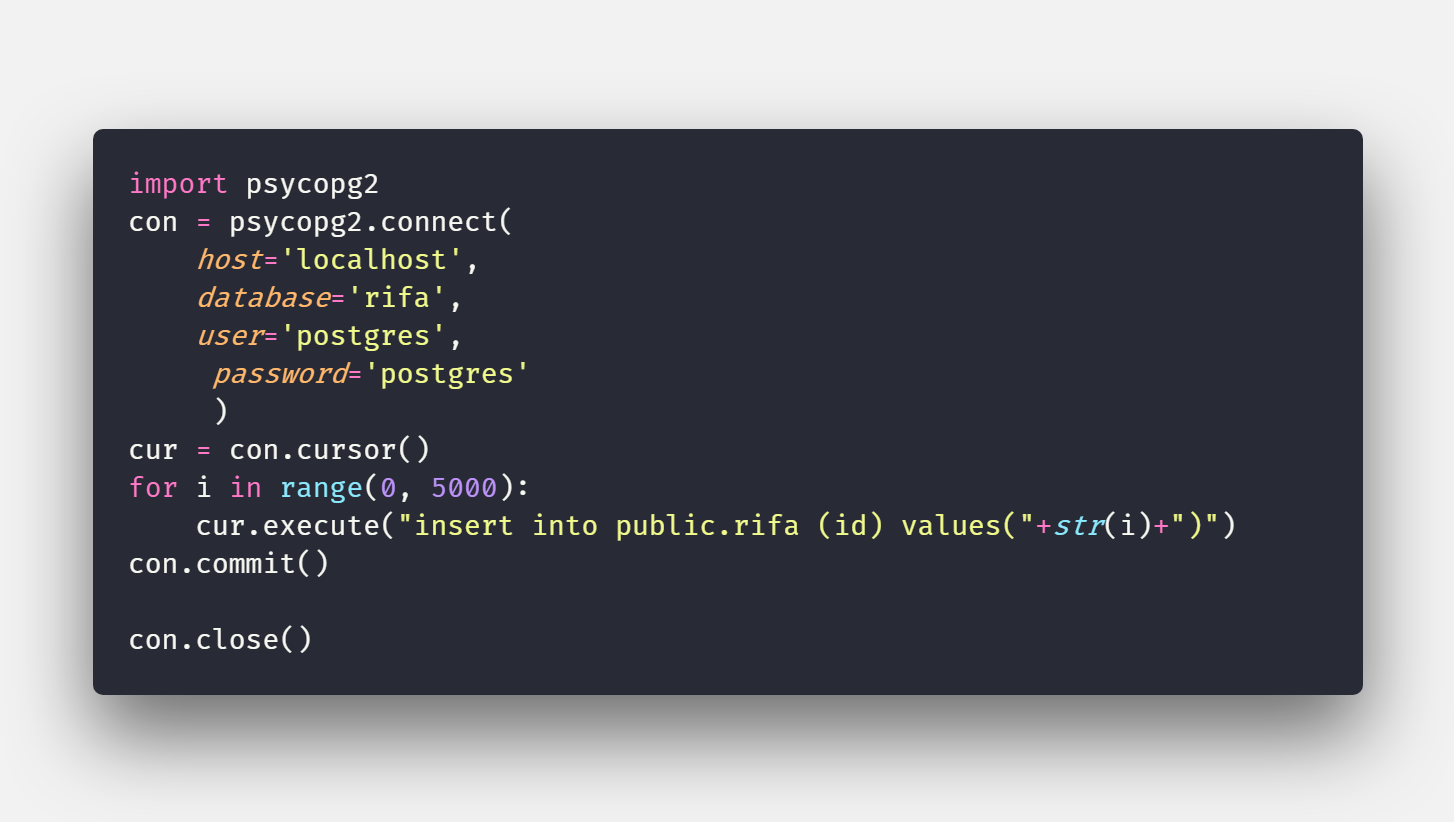 import psycopg2
con = psycopg2.connect(
    host='localhost',
    database='rifa',
    user='postgres',
     password='postgres'
     )
cur = con.cursor()
for i in range(0, 5000):
    cur.execute("insert into public.rifa (id) values("+str(i)+")")
con.commit()

con.close()